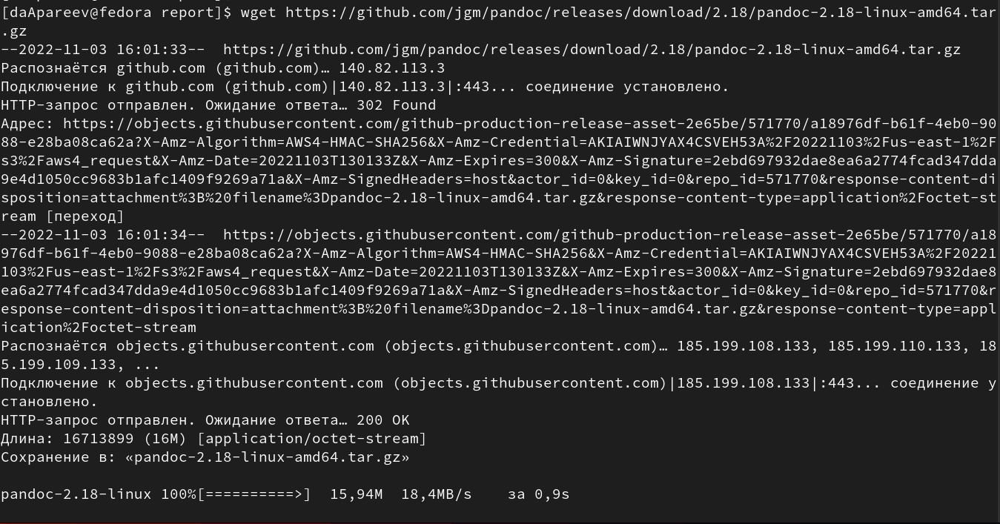 [daApareev@fedora report]$ wget https://github.com/jgm/pandoc/releases/download/2.18/pandoc-2.18-linux-amd64.tar
.gz
--2022-11-03 16:01:33--  https://github.com/jgm/pandoc/releases/download/2.18/pandoc-2.18-linux-amd64.tar.gz
Распознаётся github.com (github.com)… 140.82.113.3
Подключение к github.com (github.com)|140.82.113.3|:443... соединение установлено.
HTTP-запрос отправлен. Ожидание ответа… 302 Found
Адрес: https://objects.githubusercontent.com/github-production-release-asset-2e65be/571770/a18976df-b61f-4eb0-90
88-e28ba08ca62a?X-Amz-Algorithm=AWS4-HMAC-SHA256&X-Amz-Credential=AKIAIWNJYAX4CSVEH53A%2F20221103%2Fus-east-1%2F
s3%2Faws4_request&X-Amz-Date=20221103T130133Z&X-Amz-Expires=300&X-Amz-Signature=2ebd697932dae8ea6a2774fcad347dda
9e4d1050cc9683b1afc1409f9269a71a&X-Amz-SignedHeaders=host&actor_id=0&key_id=0&repo_id=571770&response-content-di
sposition=attachment%3B%20filename%3Dpandoc-2.18-linux-amd64.tar.gz&response-content-type=application%2Foctet-st
ream [переход]
--2022-11-03 16:01:34--  https://objects.githubusercontent.com/github-production-release-asset-2e65be/571770/a18
976df-b61f-4eb0-9088-e28ba08ca62a?X-Amz-Algorithm=AWS4-HMAC-SHA256&X-Amz-Credential=AKIAIWNJYAX4CSVEH53A%2F20221
103%2Fus-east-1%2Fs3%2Faws4_request&X-Amz-Date=20221103T130133Z&X-Amz-Expires=300&X-Amz-Signature=2ebd697932dae8
ea6a2774fcad347dda9e4d1050cc9683b1afc1409f9269a71a&X-Amz-SignedHeaders=host&actor_id=0&key_id=0&repo_id=571770&r
esponse-content-disposition=attachment%3B%20filename%3Dpandoc-2.18-linux-amd64.tar.gz&response-content-type=appl
ication%2Foctet-stream
Распознаётся objects.githubusercontent.com (objects.githubusercontent.com)… 185.199.108.133, 185.199.110.133, 18
5.199.109.133, ...
Подключение к objects.githubusercontent.com (objects.githubusercontent.com)|185.199.108.133|:443... соединение у
становлено.
HTTP-запрос отправлен. Ожидание ответа… 200 OK
Длина: 16713899 (16M) [application/octet-stream]
Сохранение в: «pandoc-2.18-linux-amd64.tar.gz»
pandoc-2.18-linux 100%[==========>]  15,94M  18,4MB/s    за 0,9s